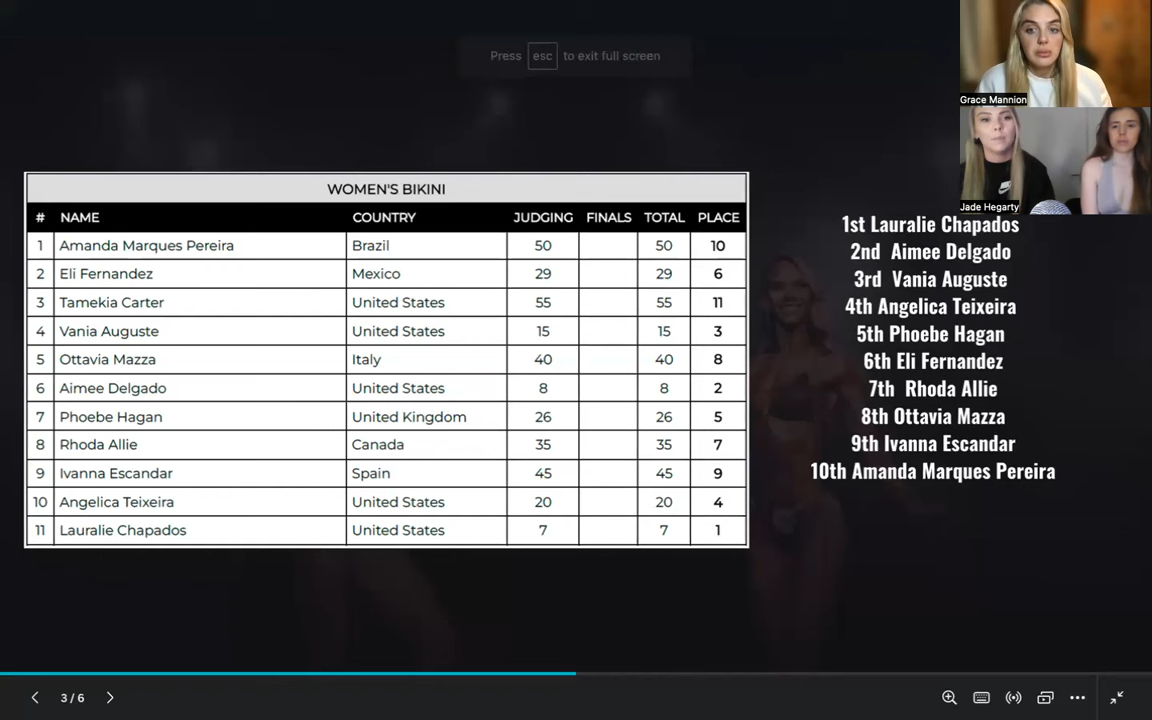 Press esc to exit full screen
Grace Mannion
Jade Hegarty
WOMEN'S BIKINI
# NAME COUNTRY JUDGING FINALS TOTAL PLACE
1 Amanda Marques Pereira Brazil 50 50 10
2 Eli Fernandez Mexico 29 29 6
3 Tamekia Carter United States 55 55 11
4 Vania Auguste United States 15 15 3
5 Ottavia Mazza Italy 40 40 8
6 Aimee Delgado United States 8 8 2
7 Phoebe Hagan United Kingdom 26 26 5
8 Rhoda Allie Canada 35 35 7
9 Ivanna Escandar Spain 45 45 9
10 Angelica Teixeira United States 20 20 4
11 Lauralie Chapados United States 7 7 1
1st Lauralie Chapados
2nd Aimee Delgado
3rd Vania Auguste
4th Angelica Teixeira
5th Phoebe Hagan
6th Eli Fernandez
7th Rhoda Allie
8th Ottavia Mazza
9th Ivanna Escandar
10th Amanda Marques Pereira
3 / 6